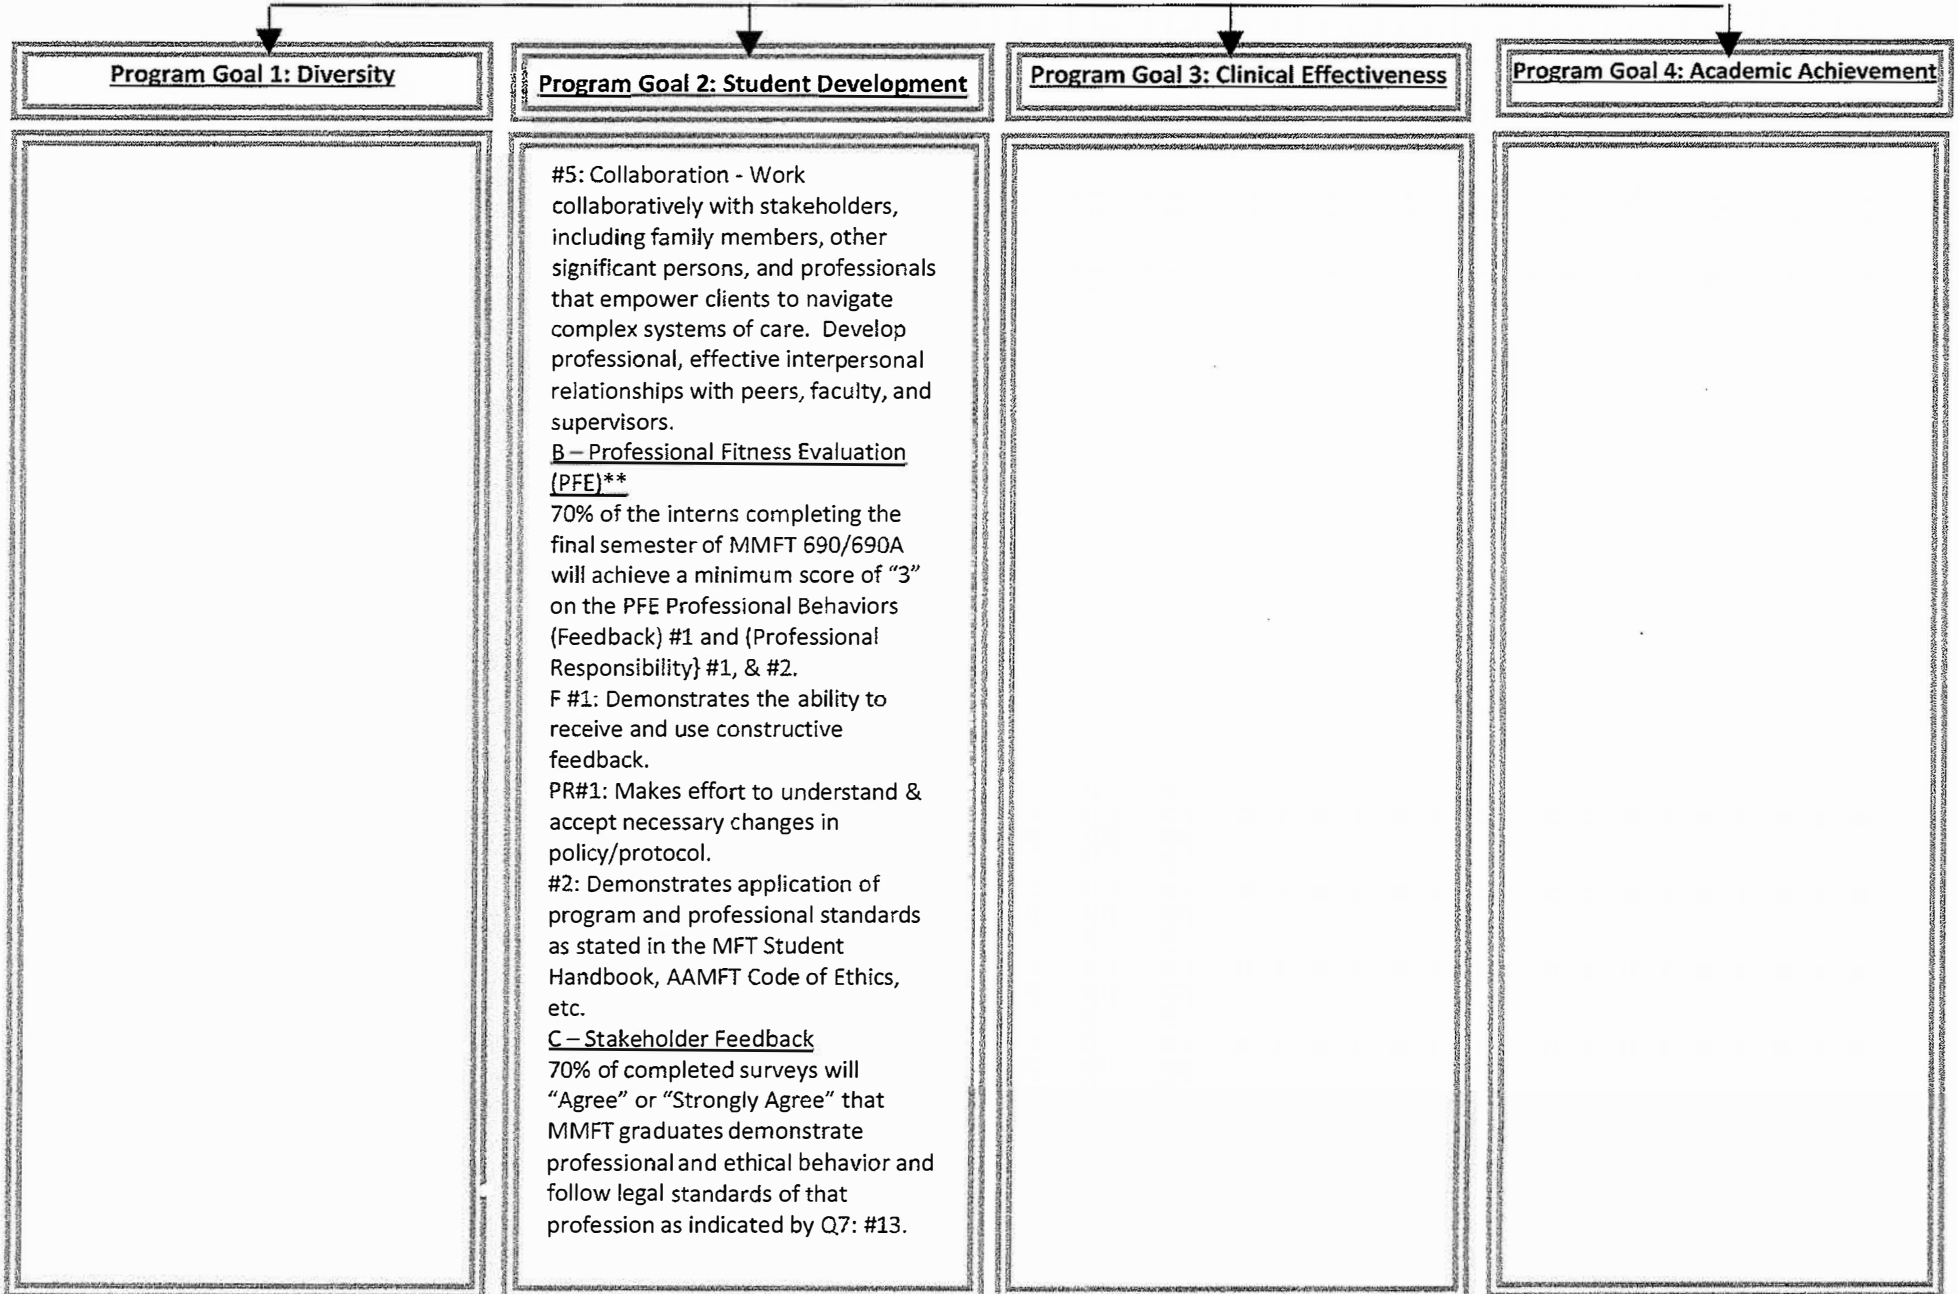 Program Goal 1: Diversity
Program Goal 2: Student Development
Program Goal 3: Clinical Effectiveness
Program Goal 4: Academic Achievement
#5: Collaboration - Work
collaboratively with stakeholders,
including family members, other
significant persons, and professionals
that empower clients to navigate
complex systems of care.  Develop
professional, effective interpersonal
relationships with peers, faculty, and
supervisors.
B – Professional Fitness Evaluation
(PFE)**
70% of the interns completing the
final semester of MMFT 690/690A
will achieve a minimum score of “3”
on the PFE Professional Behaviors
(Feedback) #1 and (Professional
Responsibility} #1, & #2.
F #1: Demonstrates the ability to
receive and use constructive
feedback.
PR#1: Makes effort to understand &
accept necessary changes in
policy/protocol.
#2: Demonstrates application of
program and professional standards
as stated in the MFT Student
Handbook, AAMFT Code of Ethics,
etc.
C – Stakeholder Feedback
70% of completed surveys will
“Agree” or “Strongly Agree” that
MMFT graduates demonstrate
professional and ethical behavior and
follow legal standards of that
profession as indicated by Q7: #13.